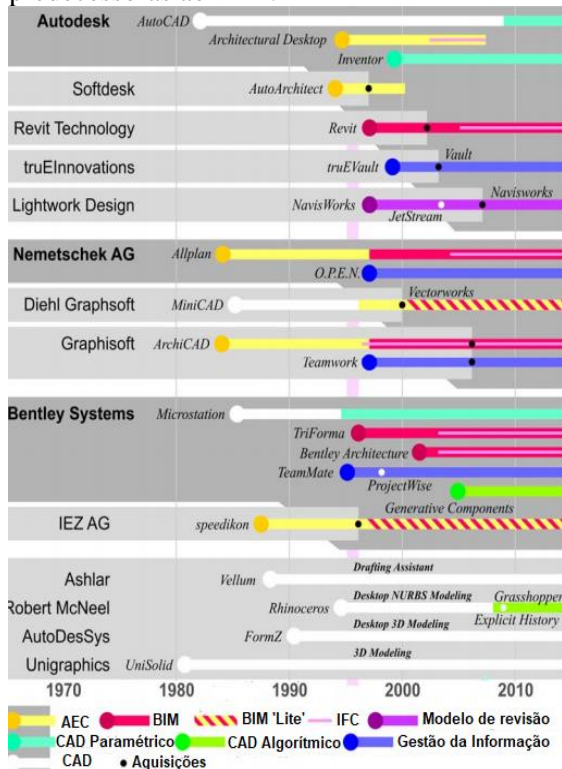 Autodesk AutoCAD
Architectural Desktop
Inventor
Softdesk AutoArchitect
Revit Technology Revit
truEInnovations truEVault Vault
Lightwork Design NavisWorks JetStream Navisworks
Nemetschek AG Allplan
O.P.E.N.
Diehl Graphsoft MiniCAD Vectorworks
Graphisoft ArchiCAD
Teamwork
Bentley Systems Microstation
TriForma
Bentley Architecture
TeamMate ProjectWise
Generative Components
IEZ AG speedikon
Ashlar Vellum Drafting Assistant
Robert McNeel Rhinoceros Desktop NURBS Modeling Grasshopper
Explicit History
AutoDesSys FormZ Desktop 3D Modeling
Unigraphics UniSolid 3D Modeling
1970 1980 1990 2000 2010
AEC BIM BIM 'Lite' IFC Modelo de revisão
CAD Paramétrico CAD Algorítmico Gestão da Informação
CAD Aquisições